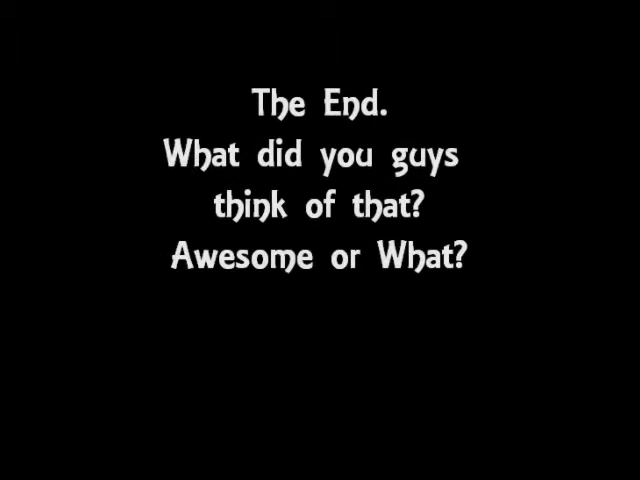 The End.
What did you guys
think of that?
Awesome or What?